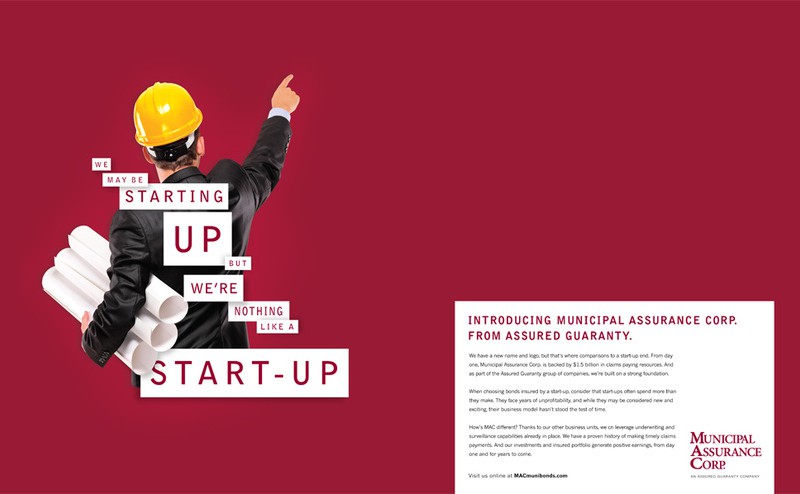 WE
MAY BE
STARTING
UP
BUT
WE'RE
NOTHING
LIKE A
START-UP
INTRODUCING MUNICIPAL ASSURANCE CORP.
FROM ASSURED GUARANTY.
We have a new name and logo, but that's where comparisons to a start-up end. From day
one, Municipal Assurance Corp. is backed by $1.5 billion in claims paying resources. And
as part of the Assured Guaranty group of companies, we're built on a strong foundation.
When choosing bonds insured by a start-up, consider that start-ups often spend more than
they make. They face years of unprofitability, and while they may be considered new and
exciting, their business model hasn't stood the test of time.
How's MAC different? Thanks to our other business units, we can leverage underwriting and
surveillance capabilities already in place. We have a proven history of making timely claims
payments. And our investments and insured portfolio generate positive earnings, from day
one and for years to come.
Visit us online at MACmunibonds.com
MUNICIPAL
ASSURANCE
CORP.
AN ASSURED GUARANTY COMPANY